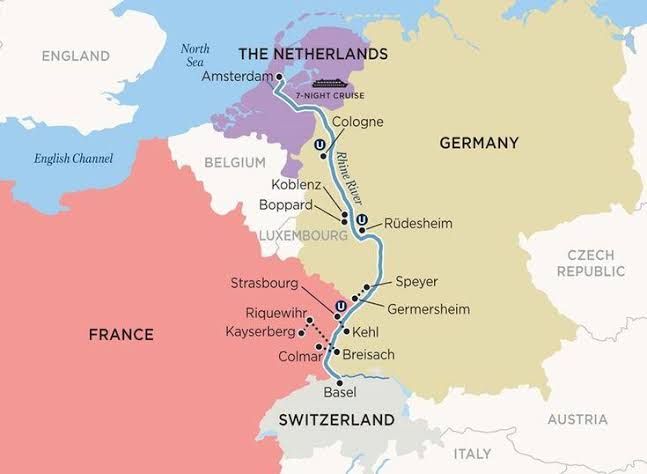 North
Sea
ENGLAND
THE NETHERLANDS
Amsterdam
7-NIGHT CRUISE
Cologne
U
English Channel
BELGIUM
Rhine River
GERMANY
Koblenz
Boppard
U
Rüdesheim
LUXEMBOURG
CZECH
REPUBLIC
Strasbourg
Speyer
U
Germersheim
Riquewihr
Kayserberg
Kehl
FRANCE
Colmar
Breisach
Basel
SWITZERLAND
AUSTRIA
ITALY